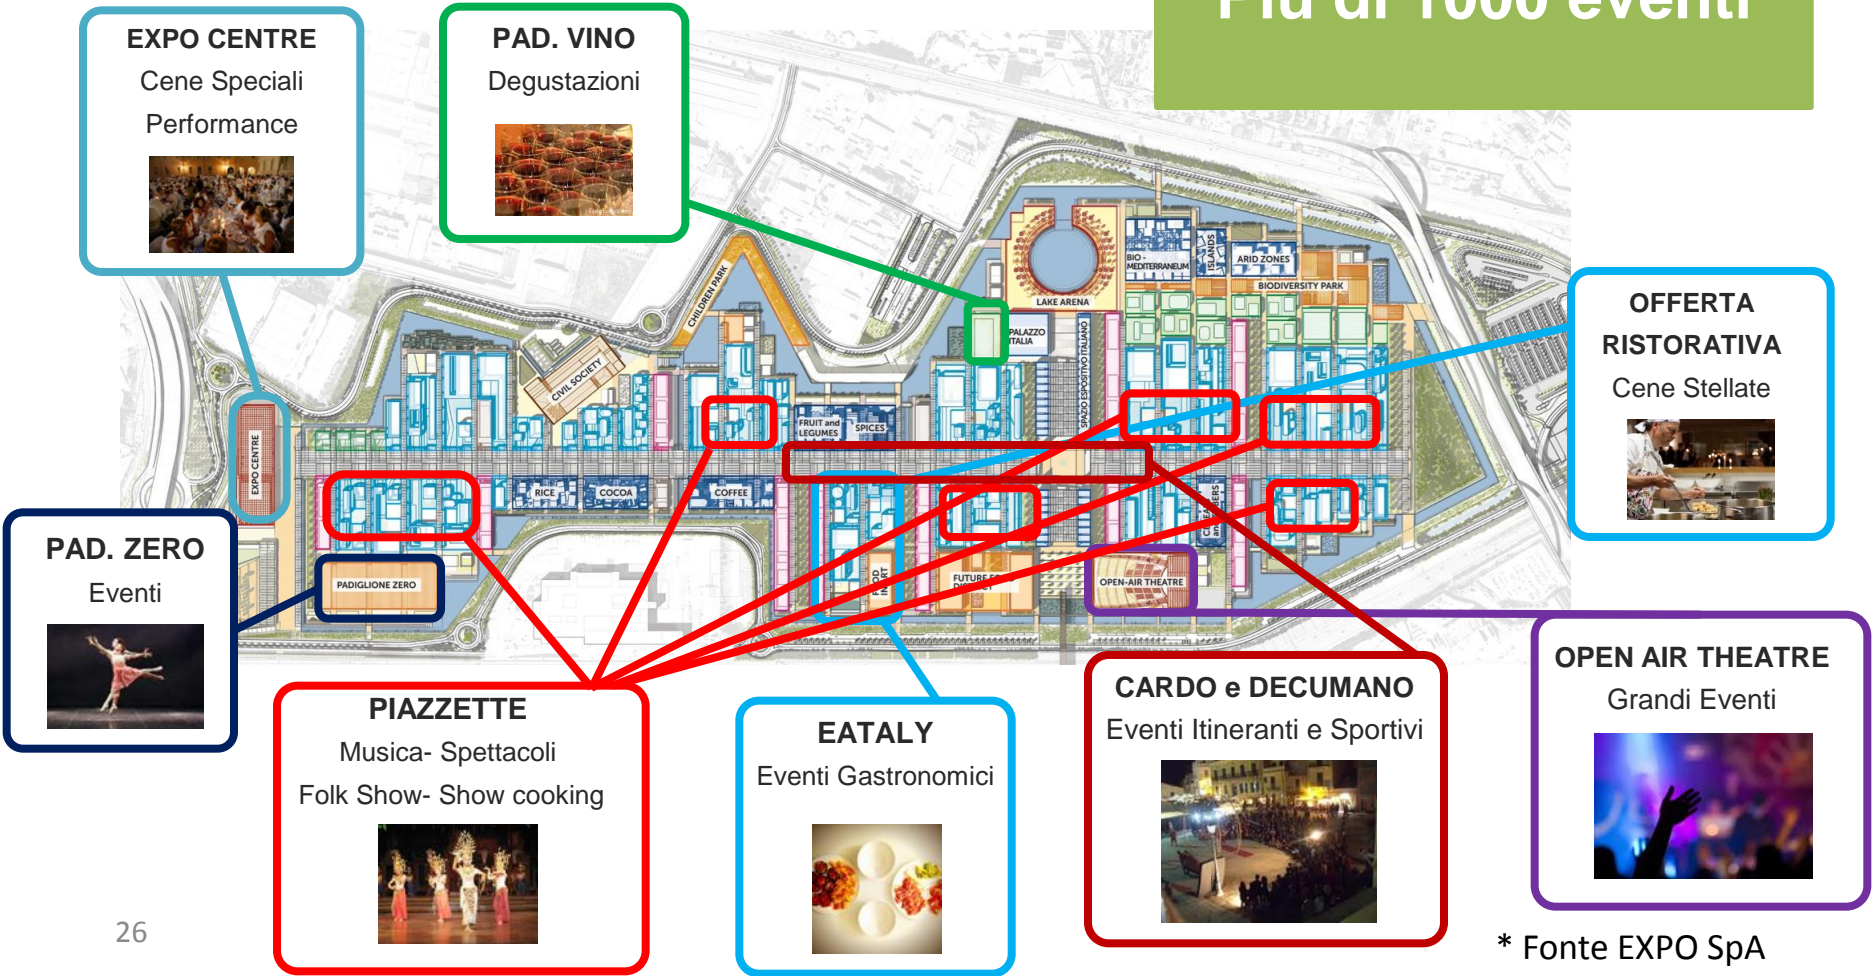 Più di 1000 eventi
EXPO CENTRE
Cene Speciali
Performance
PAD. VINO
Degustazioni
OFFERTA
RISTORATIVA
Cene Stellate
CHILDREN PARK
CIVIL SOCIETY
EXPO CENTRE
FRUIT and
LEGUMES
SPICES
LAKE ARENA
PALAZZO
ITALIA
SPAZIO ESPOSITIVO ITALIANO
BIO -
MEDITERRANEUM
ISLANDS
ARID ZONES
BIODIVERSITY PARK
RICE
COCOA
COFFEE
PADIGLIONE ZERO
OPEN-AIR THEATRE
PAD. ZERO
Eventi
PIAZZETTE
Musica- Spettacoli
Folk Show- Show cooking
EATALY
Eventi Gastronomici
CARDO e DECUMANO
Eventi Itineranti e Sportivi
OPEN AIR THEATRE
Grandi Eventi
26
* Fonte EXPO SpA